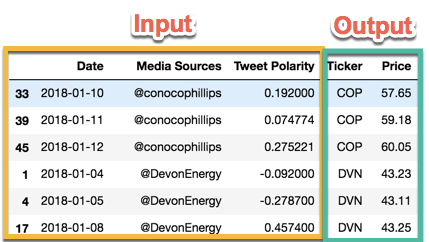 Input Output
Date Media Sources Tweet Polarity Ticker Price
33 2018-01-10 @conocophillips 0.192000 COP 57.65
39 2018-01-11 @conocophillips 0.074774 COP 59.18
45 2018-01-12 @conocophillips 0.275221 COP 60.05
1 2018-01-04 @DevonEnergy -0.092000 DVN 43.23
4 2018-01-05 @DevonEnergy -0.278700 DVN 43.11
17 2018-01-08 @DevonEnergy 0.457400 DVN 43.25